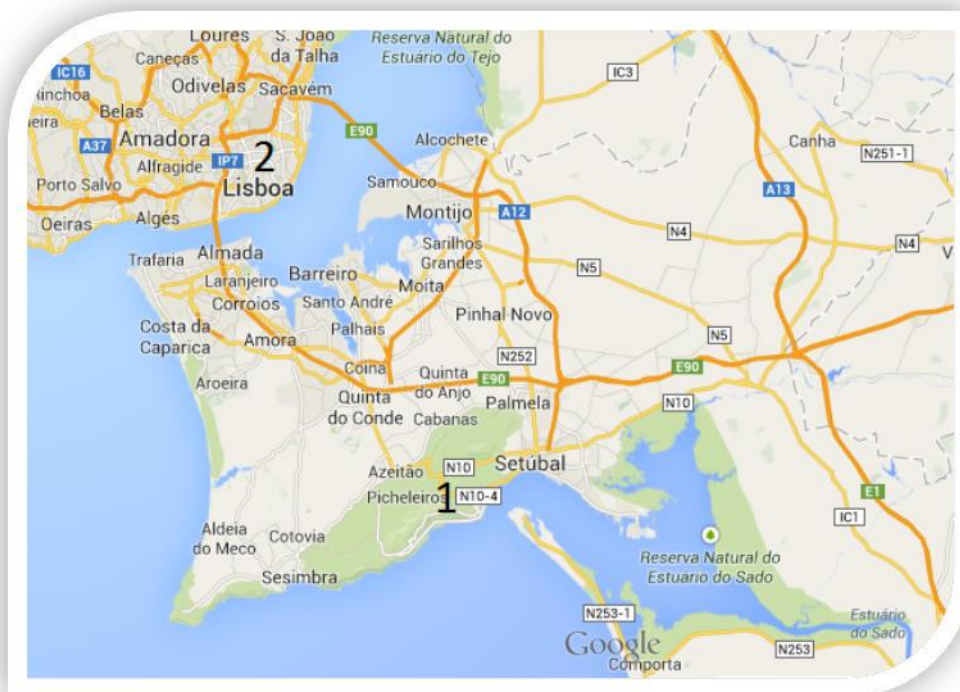 Loures
S. João
da Talha
Reserva Natural do
Estuário do Tejo
Caneças
IC16
IC3
Odivelas
Sacavém
Belas
E90
Amadora
Alcochete
Canha
A37
N251-1
2
Alfragide
IP7
Porto Salvo
Lisboa
Samouco
A13
Oeiras
Algés
Montijo
A12
N4
N4
Trafaria
Almada
Sarilhos
Grandes
Laranjeiro
Barreiro
N5
Corroios
Santo André
Moita
Costa da
Caparica
Palhais
Pinhal Novo
Amora
N5
N252
Coina
Aroeira
Quinta
do Anjo
E90
E90
Quinta
do Conde
Palmela
N10
Cabanas
Azeitão
N10
Setúbal
Picheleiros
1
N10-4
E1
IC1
Aldeia
do Meco
Cotovia
Reserva Natural do
Estuário do Sado
Sesimbra
N253-1
Estuário
do Sado
Google
N253
Comporta